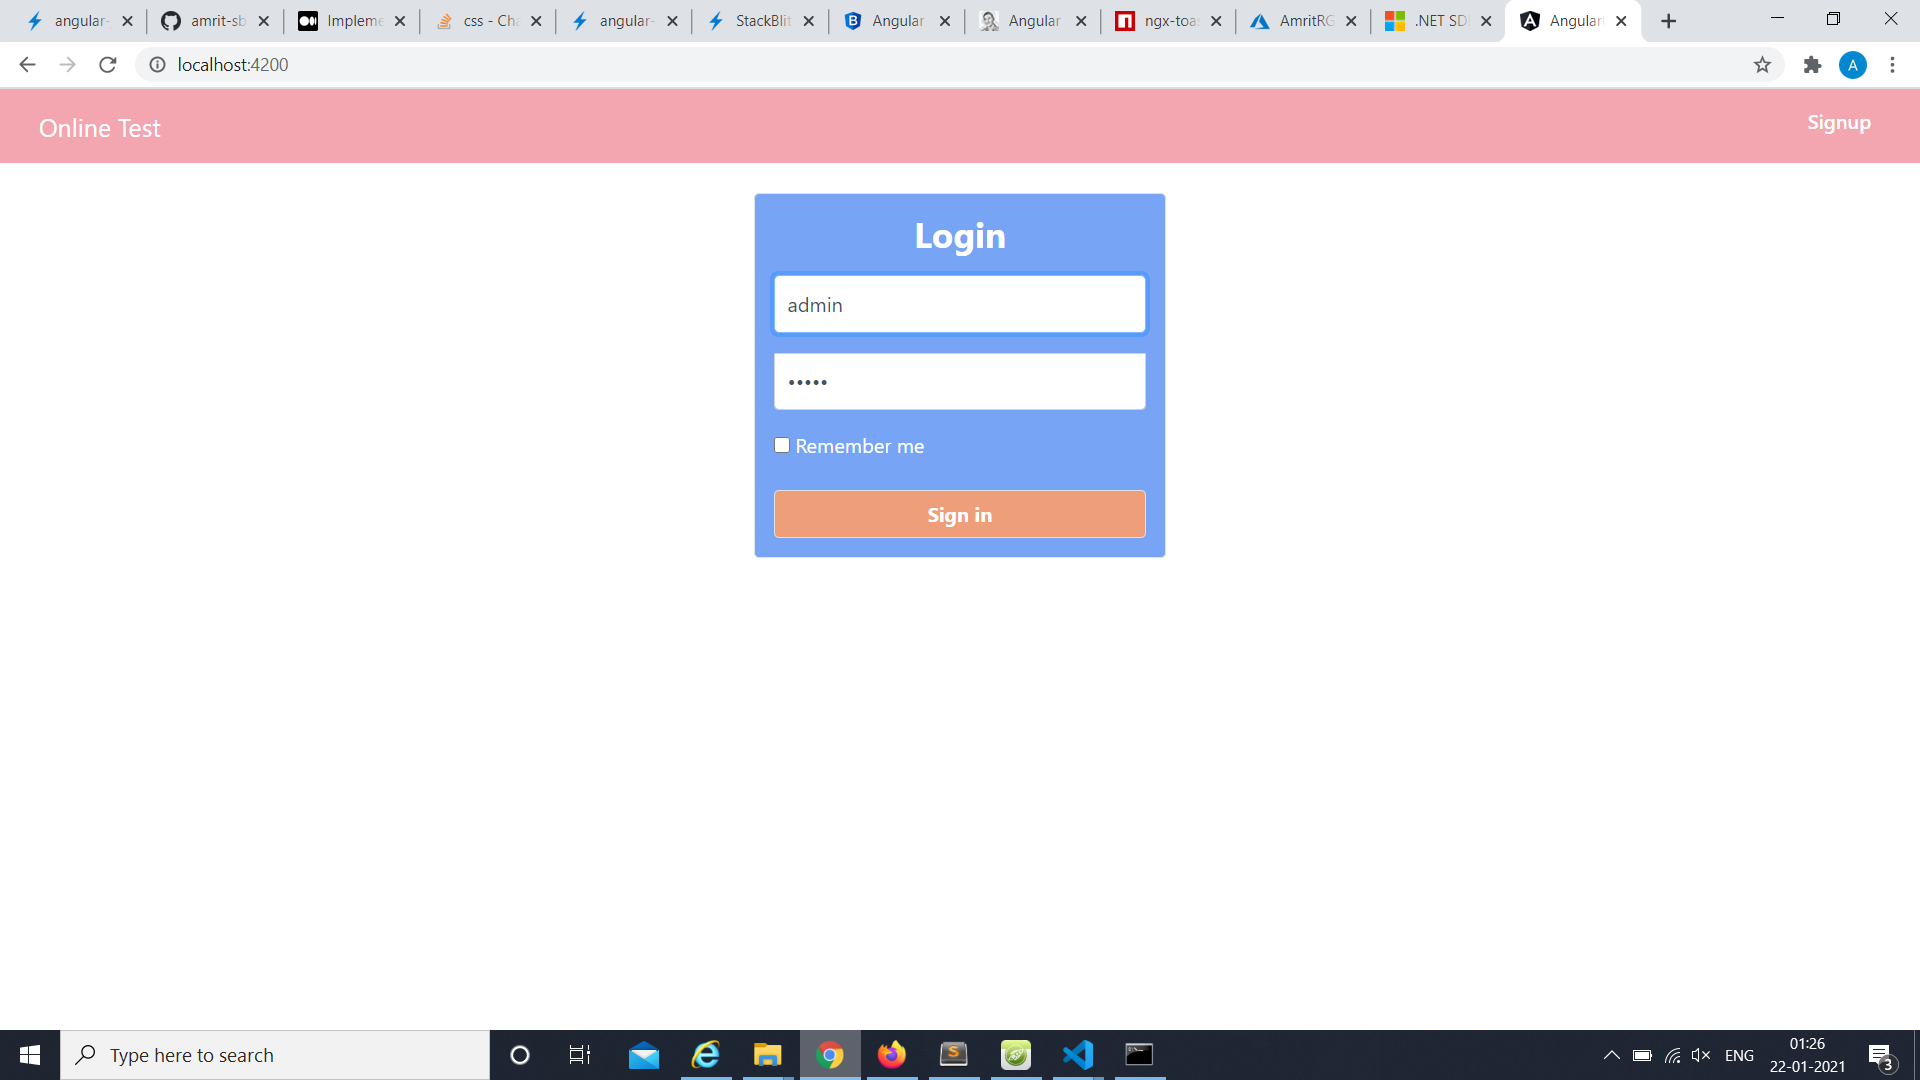 angular- amrit-sb Impleme css - Cha angular- StackBlit Angular Angular ngx-toa AmritRG .NET SD Angular
localhost:4200
A
Online Test
Signup
Login
admin
•••••
Remember me
Sign in
Type here to search
ENG
01:26
22-01-2021
3